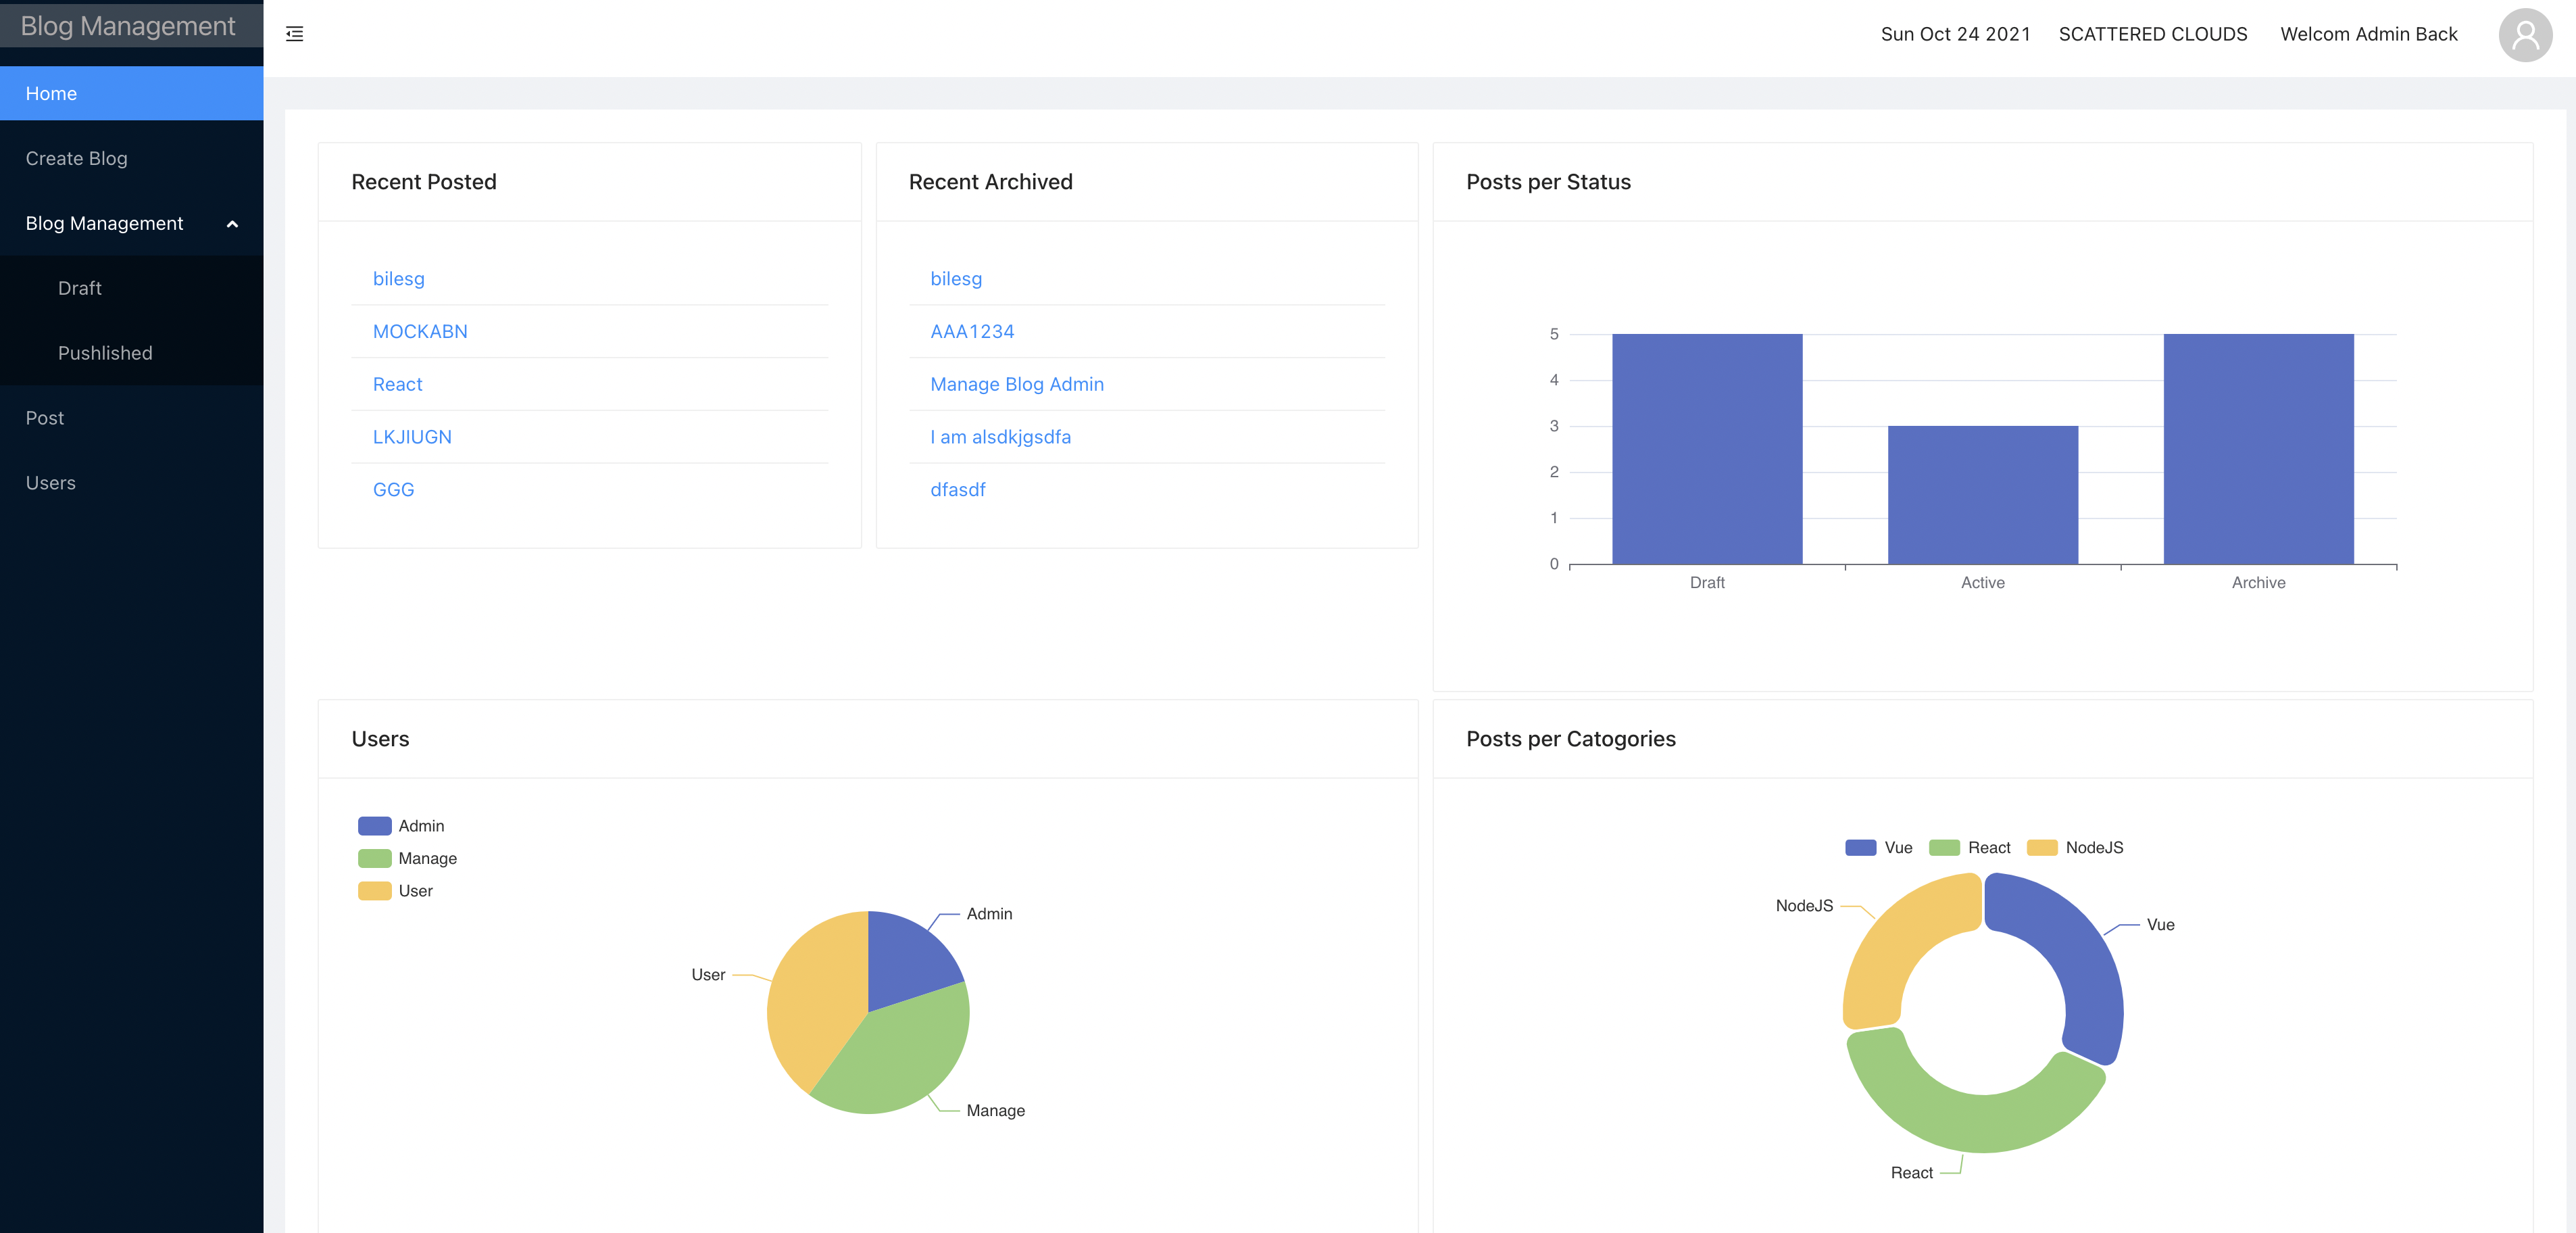 Blog Management
Sun Oct 24 2021 SCATTERED CLOUDS Welcom Admin Back
Home
Create Blog
Blog Management
Draft
Pushlished
Post
Users
Recent Posted
bilesg
MOCKABN
React
LKJIUGN
GGG
Recent Archived
bilesg
AAA1234
Manage Blog Admin
I am alsdkjgsdfa
dfasdf
Posts per Status
5
4
3
2
1
0
Draft Active Archive
Users
Admin
Manage
User
Admin
User
Manage
Posts per Catogories
Vue React NodeJS
NodeJS
Vue
React